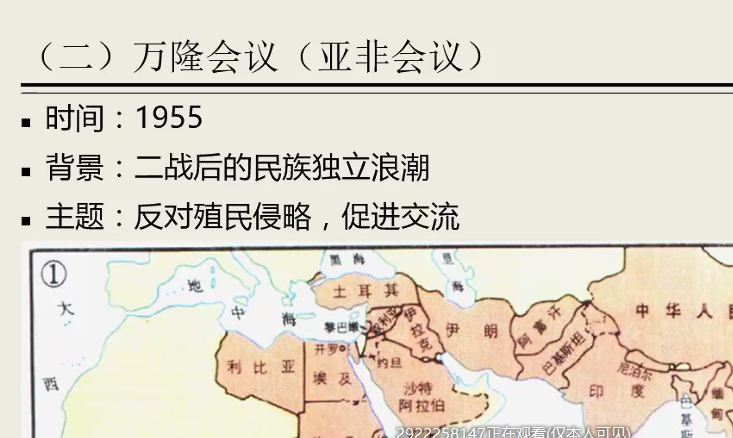 （二）万隆会议（亚非会议）
▪ 时间：1955
▪ 背景：二战后的民族独立浪潮
▪ 主题：反对殖民侵略，促进交流
①
黑海
里海
地中海
大西
土耳其
中华人民
黎巴嫩
叙利亚
伊拉克
伊朗
阿富汗
巴基斯坦
开罗
约旦
利比亚
埃及
沙特
阿拉伯
尼泊尔
印度
缅甸
巴基斯
2922258147正在观看(仅本人可见)